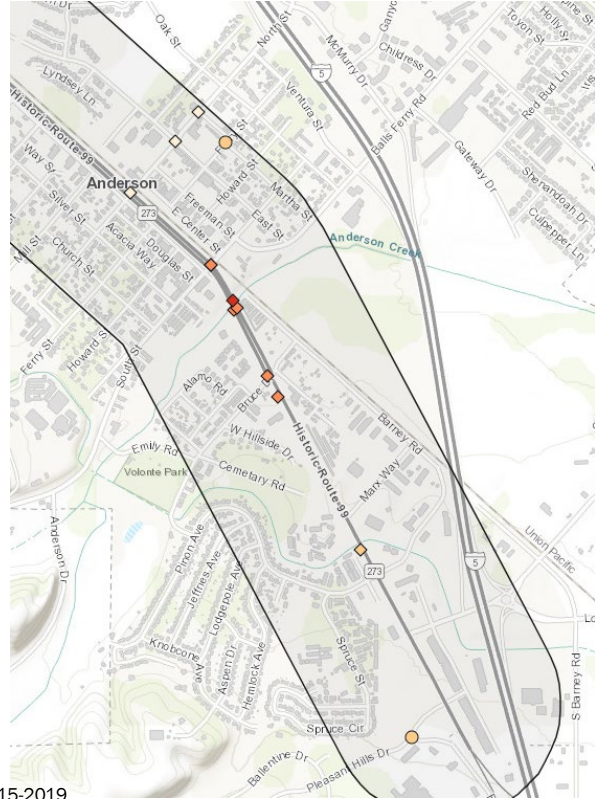 Oak St
North St
McMurry Dr
Childress Dr
Toyon St
Holly St
Lyndsey Ln
5
Red Bud Ln
Ventura St
Balls Ferry Rd
Historic-Route-99
Gateway Dr
Way St
Anderson
Howard St
Shenandoah Dr
Silver St
273
Freeman St
Martha St
Culpepper Ln
Acacia Way
E Center St
East St
Mill St
Church St
Douglas St
Anderson Creek
Ferry St
Howard S
South St
Alamo Rd
Bruce
Barney Rd
W Hillside Dr
Historic-Route-99
Emily Rd
Volonte Park
Cemetary Rd
Marx Way
Anderson Dr
Pinon Ave
Union Pacific
Jeffries Ave
273
5
Lodgepole Ave
Knobcone Ave
Aspen Dr
Hemlock Ave
Spruce St
Lo
S Barney Rd
Spruce Cir
Ballentine Dr
Pleasant Hills Dr
15-2019